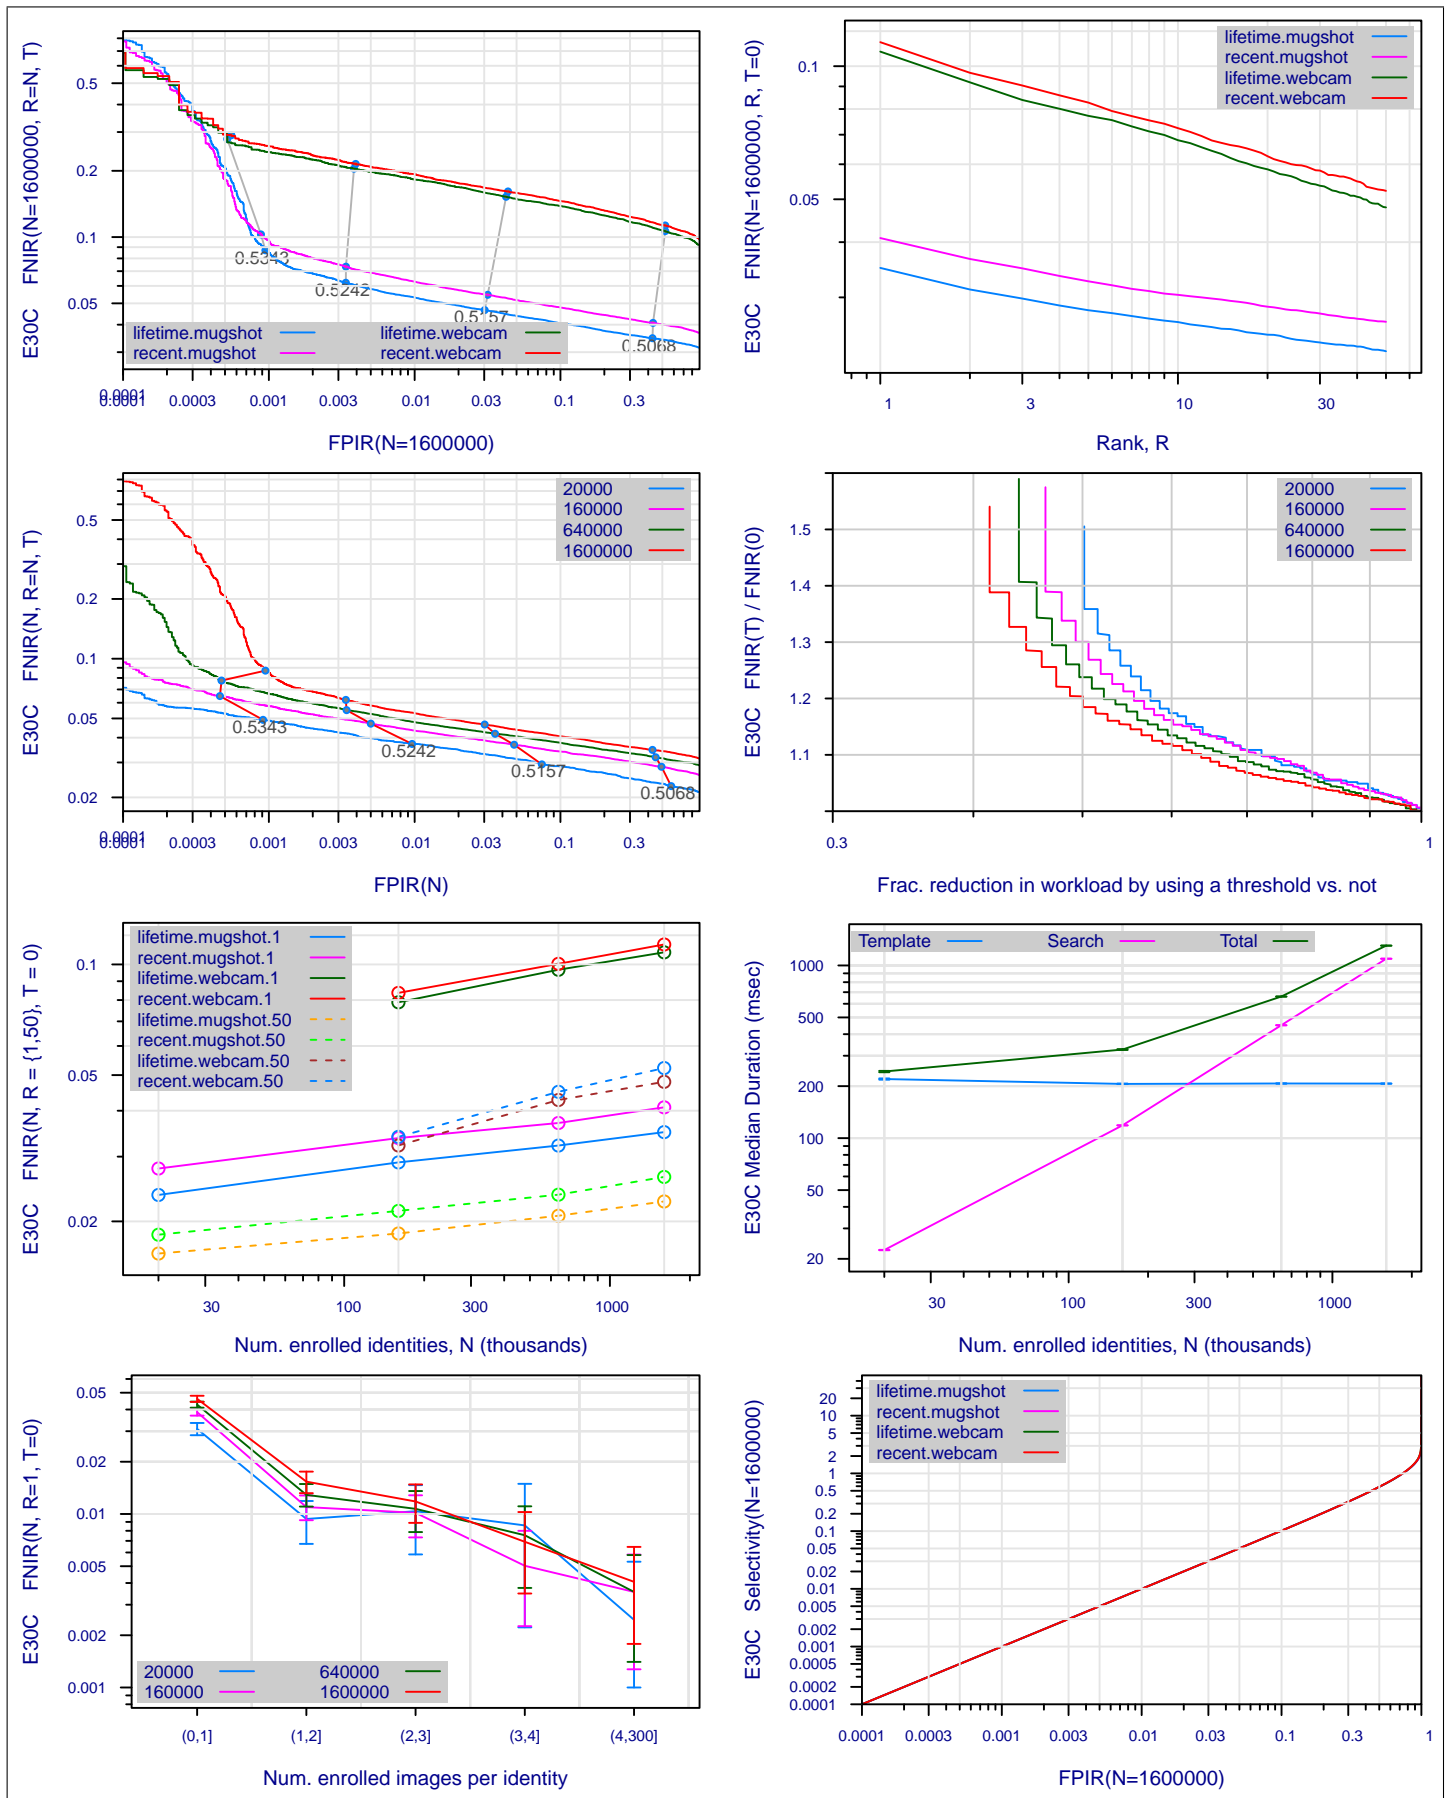 E30C FNIR(N=1600000, R=N, T)
0.5
0.2
0.1
0.05
0.5343
0.5242
0.5157
0.5068
lifetime.mugshot
recent.mugshot
lifetime.webcam
recent.webcam
0.0001
0.0001
0.0003
0.001
0.003
0.01
0.03
0.1
0.3
FPIR(N=1600000)
E30C FNIR(N=1600000, R, T=0)
0.1
0.05
lifetime.mugshot
recent.mugshot
lifetime.webcam
recent.webcam
1
3
10
30
Rank, R
E30C FNIR(N, R=N, T)
0.5
0.2
0.1
0.05
0.02
20000
160000
640000
1600000
0.5343
0.5242
0.5157
0.5068
0.0001
0.0001
0.0003
0.001
0.003
0.01
0.03
0.1
0.3
FPIR(N)
E30C FNIR(T) / FNIR(0)
1.5
1.4
1.3
1.2
1.1
20000
160000
640000
1600000
0.3
1
Frac. reduction in workload by using a threshold vs. not
E30C FNIR(N, R = {1,50}, T = 0)
0.1
0.05
0.02
lifetime.mugshot.1
recent.mugshot.1
lifetime.webcam.1
recent.webcam.1
lifetime.mugshot.50
recent.mugshot.50
lifetime.webcam.50
recent.webcam.50
30
100
300
1000
Num. enrolled identities, N (thousands)
E30C Median Duration (msec)
1000
500
200
100
50
20
Template
Search
Total
30
100
300
1000
Num. enrolled identities, N (thousands)
E30C FNIR(N, R=1, T=0)
0.05
0.02
0.01
0.005
0.002
0.001
20000
160000
640000
1600000
(0,1]
(1,2]
(2,3]
(3,4]
(4,300]
Num. enrolled images per identity
E30C Selectivity(N=1600000)
20
10
5
2
1
0.5
0.2
0.1
0.05
0.02
0.01
0.005
0.002
0.001
0.0005
0.0002
0.0001
lifetime.mugshot
recent.mugshot
lifetime.webcam
recent.webcam
0.0001
0.0003
0.001
0.003
0.01
0.03
0.1
0.3
1
FPIR(N=1600000)